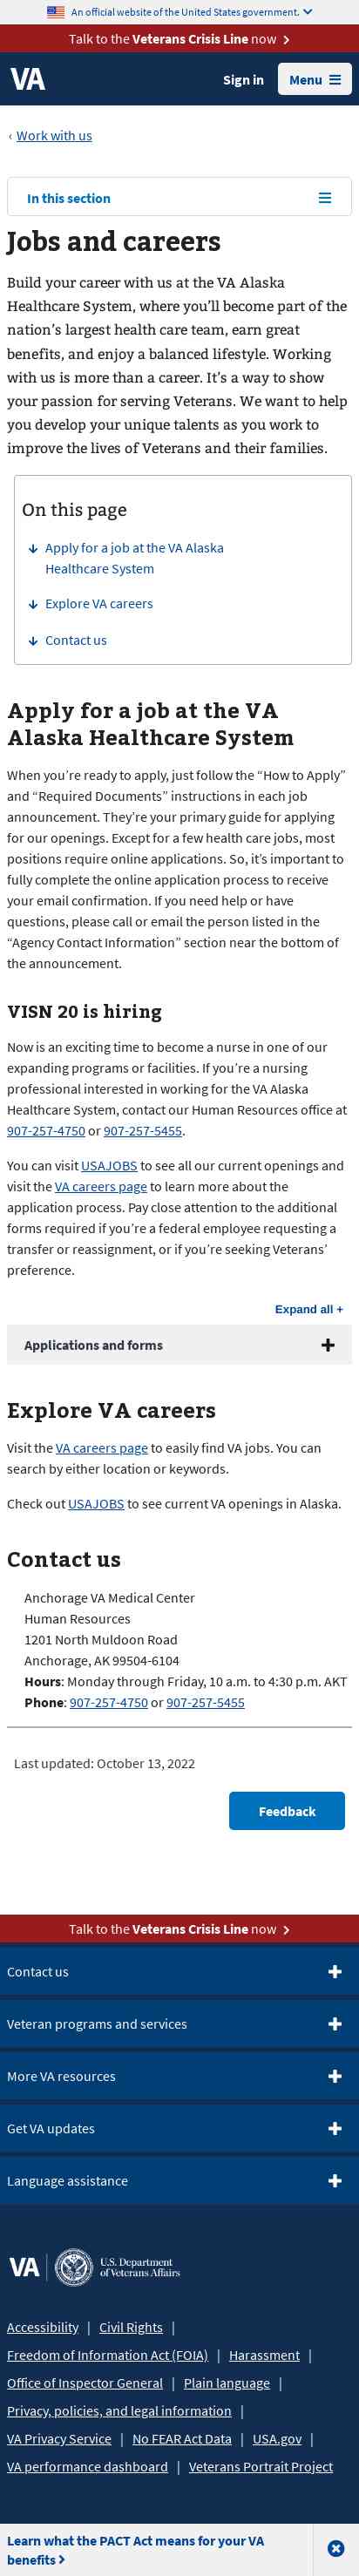 An official website of the United States government.
Talk to the Veterans Crisis Line now
VA
Sign in
Menu
‹ Work with us
In this section
Jobs and careers
Build your career with us at the VA Alaska
Healthcare System, where you’ll become part of the
nation’s largest health care team, earn great
benefits, and enjoy a balanced lifestyle. Working
with us is more than a career. It’s a way to show
your passion for serving Veterans. We want to help
you develop your unique talents as you work to
improve the lives of Veterans and their families.
On this page
Apply for a job at the VA Alaska
Healthcare System
Explore VA careers
Contact us
Apply for a job at the VA
Alaska Healthcare System
When you’re ready to apply, just follow the “How to Apply”
and “Required Documents” instructions in each job
announcement. They’re your primary guide for applying
for our openings. Except for a few health care jobs, most
positions require online applications. So, it’s important to
fully complete the online application process to receive
your email confirmation. If you need help or have
questions, please call or email the person listed in the
“Agency Contact Information” section near the bottom of
the announcement.
VISN 20 is hiring
Now is an exciting time to become a nurse in one of our
expanding programs or facilities. If you’re a nursing
professional interested in working for the VA Alaska
Healthcare System, contact our Human Resources office at
907-257-4750 or 907-257-5455.
You can visit USAJOBS to see all our current openings and
visit the VA careers page to learn more about the
application process. Pay close attention to the additional
forms required if you’re a federal employee requesting a
transfer or reassignment, or if you’re seeking Veterans’
preference.
Expand all +
Applications and forms
Explore VA careers
Visit the VA careers page to easily find VA jobs. You can
search by either location or keywords.
Check out USAJOBS to see current VA openings in Alaska.
Contact us
Anchorage VA Medical Center
Human Resources
1201 North Muldoon Road
Anchorage, AK 99504-6104
Hours: Monday through Friday, 10 a.m. to 4:30 p.m. AKT
Phone: 907-257-4750 or 907-257-5455
Last updated: October 13, 2022
Feedback
Talk to the Veterans Crisis Line now
Contact us
Veteran programs and services
More VA resources
Get VA updates
Language assistance
VA
U.S. Department
of Veterans Affairs
Accessibility | Civil Rights |
Freedom of Information Act (FOIA) | Harassment |
Office of Inspector General | Plain language |
Privacy, policies, and legal information |
VA Privacy Service | No FEAR Act Data | USA.gov |
VA performance dashboard | Veterans Portrait Project
Learn what the PACT Act means for your VA
benefits